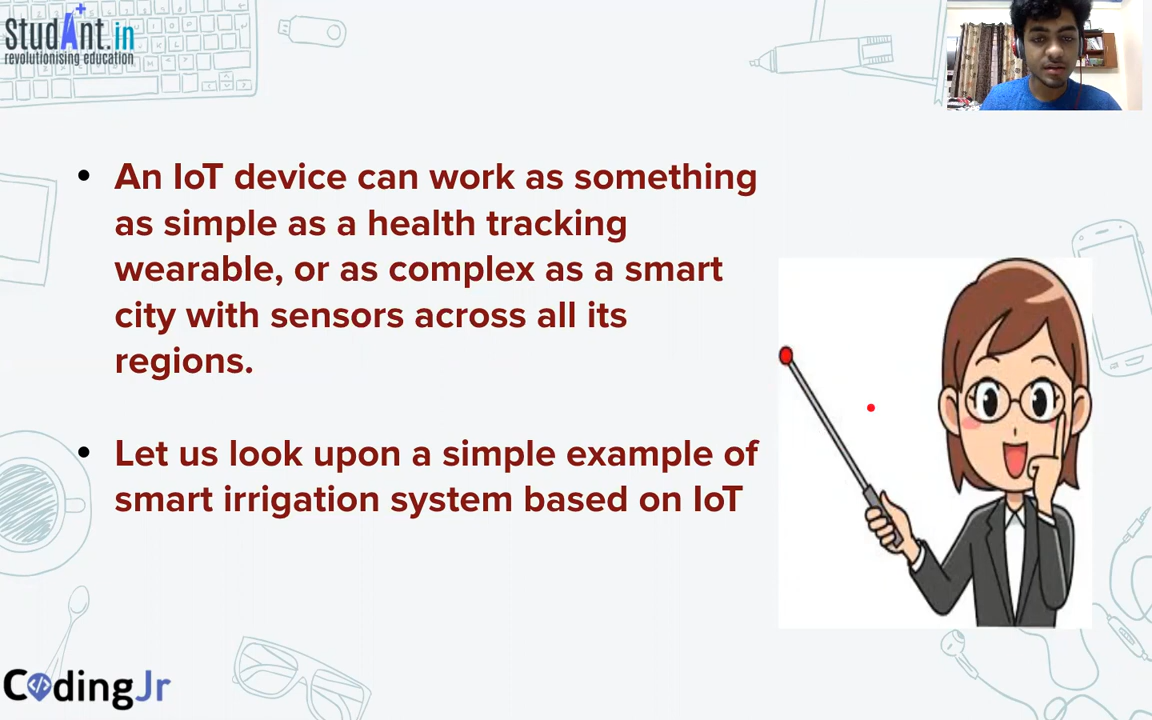 StudAnt.in
revolutionising education
• An IoT device can work as something
as simple as a health tracking
wearable, or as complex as a smart
city with sensors across all its
regions.
• Let us look upon a simple example of
smart irrigation system based on IoT
CodingJr